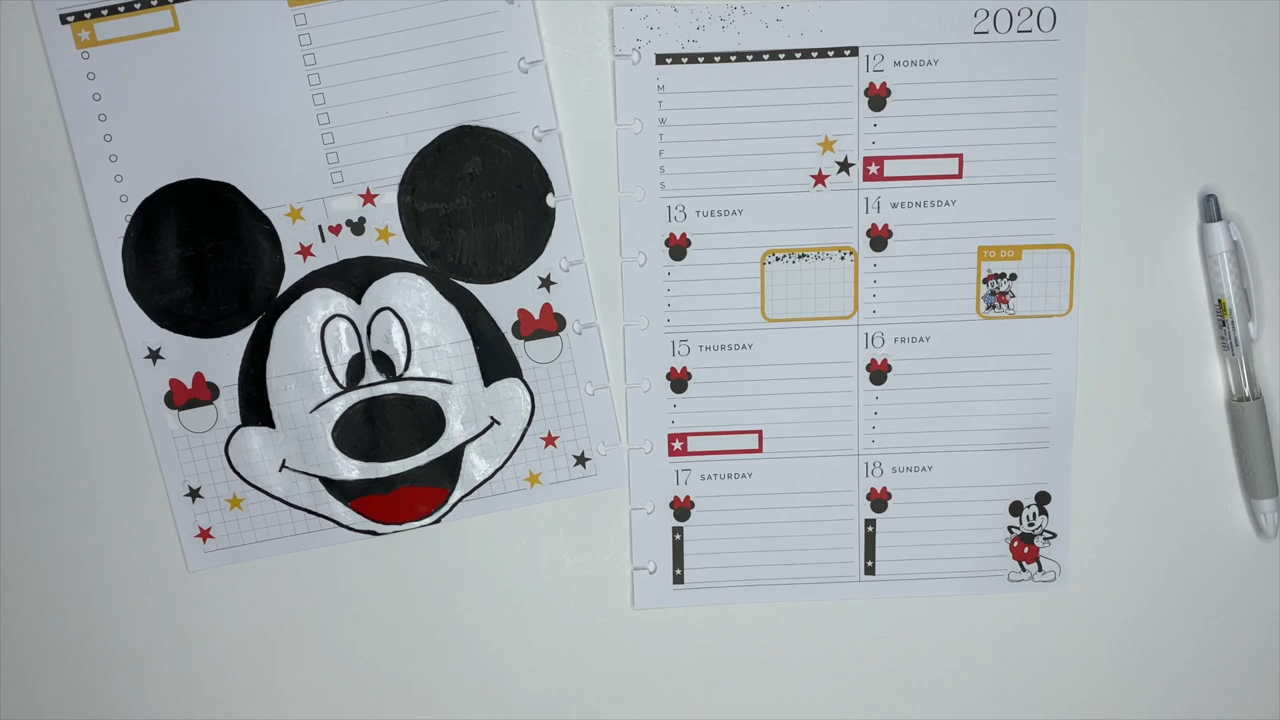 I
2020
M
T
W
T
F
S
S
12 MONDAY
13 TUESDAY
14 WEDNESDAY
TO DO
15 THURSDAY
16 FRIDAY
17 SATURDAY
18 SUNDAY